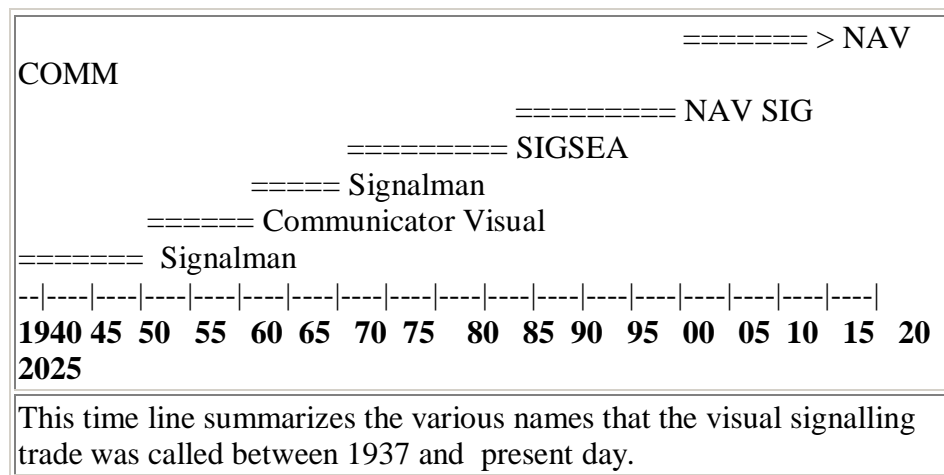 ======= > NAV
COMM
========= NAV SIG
========= SIGSEA
===== Signalman
====== Communicator Visual
======= Signalman
--|----|----|----|----|----|----|----|----|----|----|----|----|----|----|----|----|----|
1940 45 50 55 60 65 70 75 80 85 90 95 00 05 10 15 20
2025
This time line summarizes the various names that the visual signalling
trade was called between 1937 and present day.